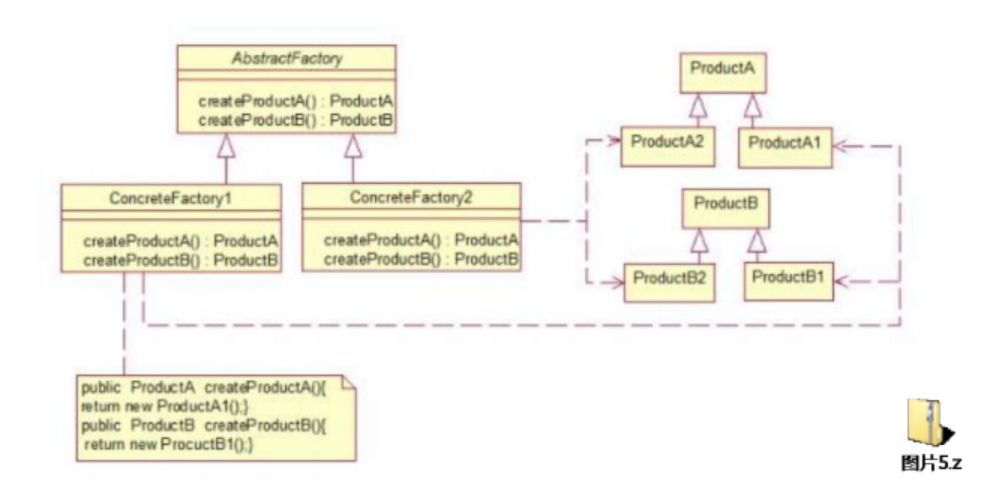 AbstractFactory
createProductA() : ProductA
createProductB() : ProductB
ConcreteFactory1
createProductA() : ProductA
createProductB() : ProductB
ConcreteFactory2
createProductA() : ProductA
createProductB() : ProductB
ProductA
ProductA2
ProductA1
ProductB
ProductB2
ProductB1
public ProductA createProductA(){
return new ProductA1();}
public ProductB createProductB(){
return new ProcuctB1();}
图片5.z